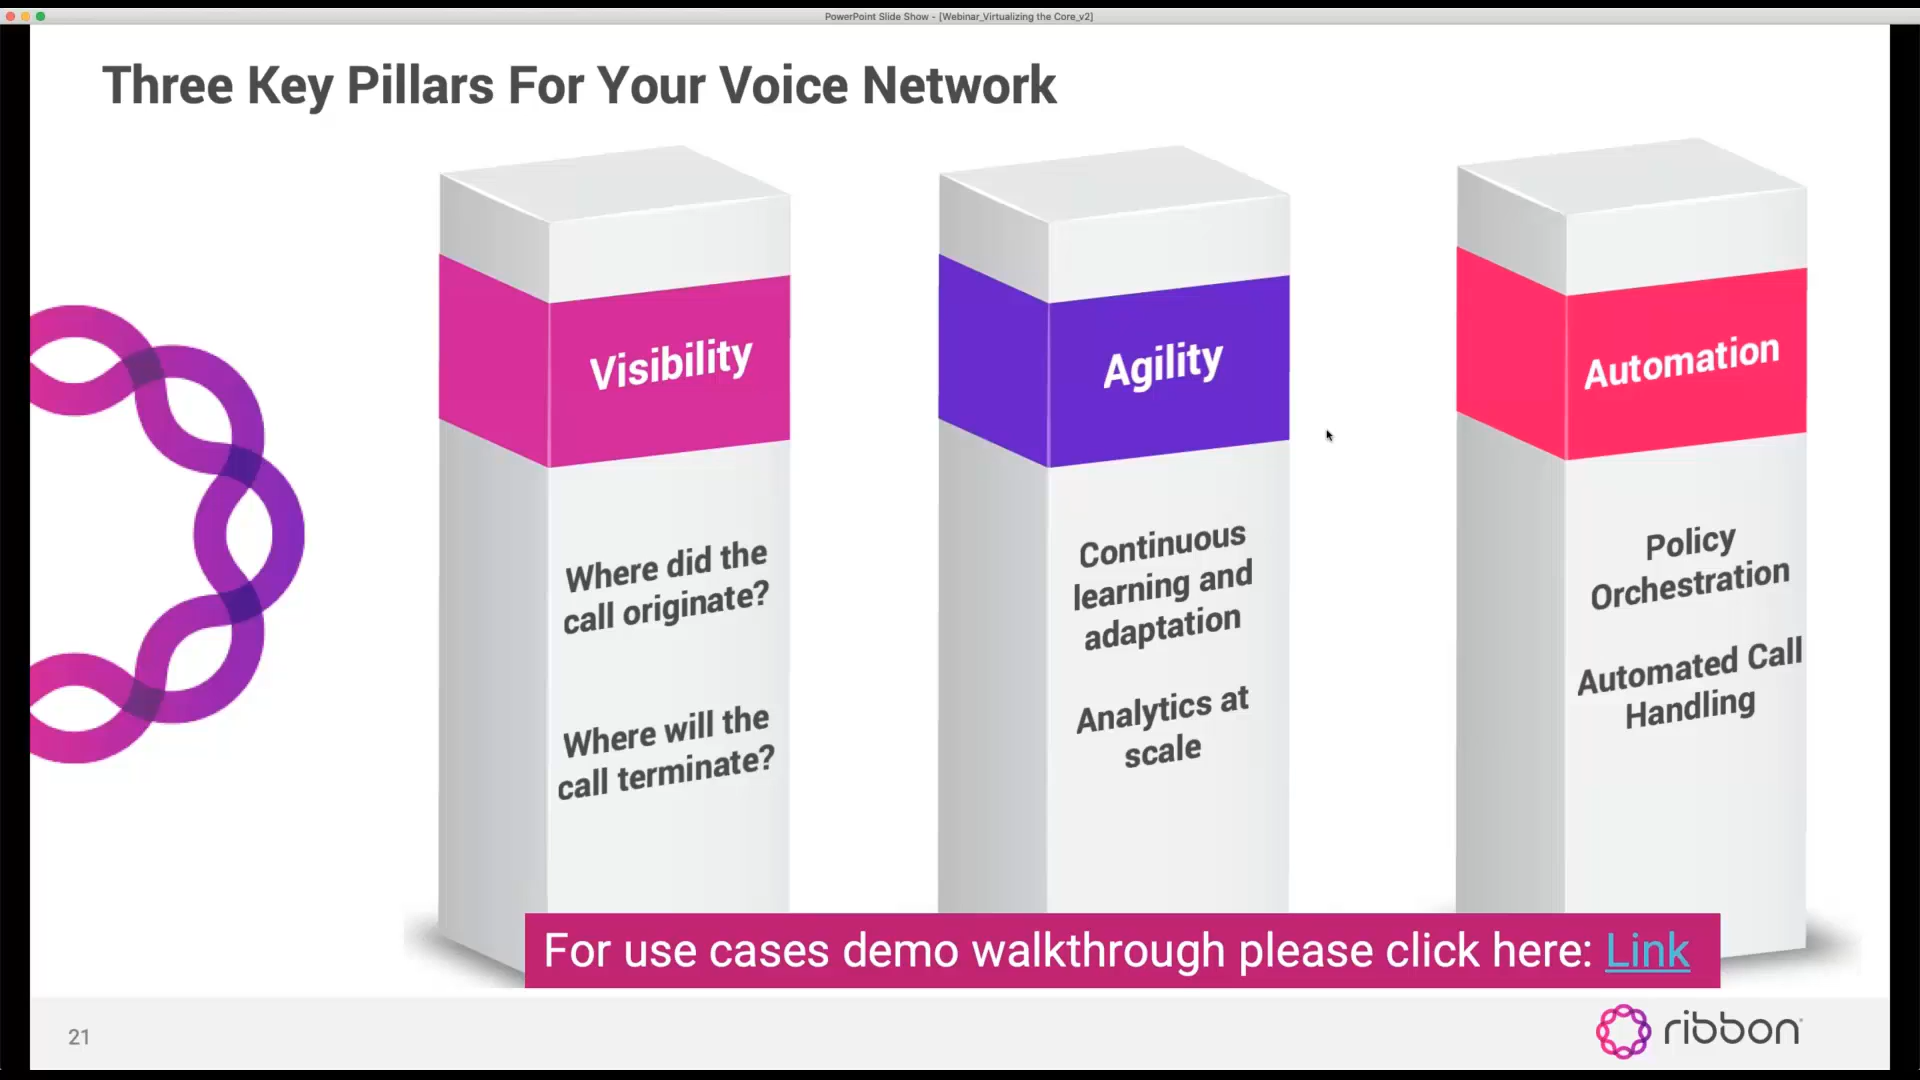 PowerPoint Slide Show - [Webinar_Virtualizing the Core_v2]
Three Key Pillars For Your Voice Network
Visibility
Where did the
call originate?
Where will the
call terminate?
Agility
Continuous
learning and
adaptation
Analytics at
scale
Automation
Policy
Orchestration
Automated Call
Handling
For use cases demo walkthrough please click here: Link
21
ribbon